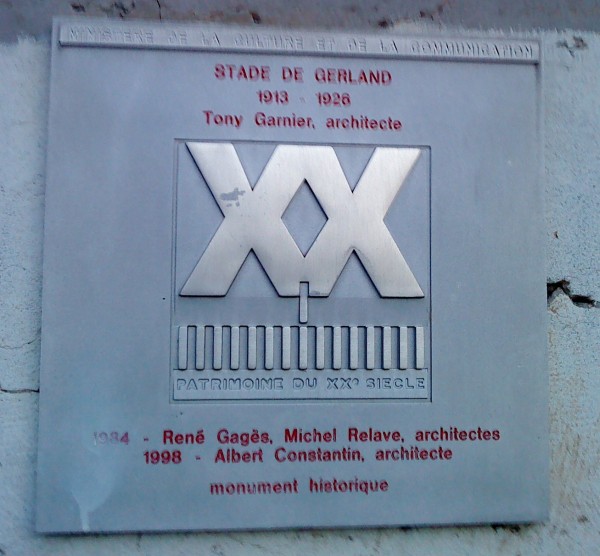 MINISTERE DE LA CULTURE ET DE LA COMMUNICATION
STADE DE GERLAND
1913 - 1926
Tony Garnier, architecte
XX
PATRIMOINE DU XXe SIECLE
1984 - René Gagès, Michel Relave, architectes
1998 - Albert Constantin, architecte
monument historique